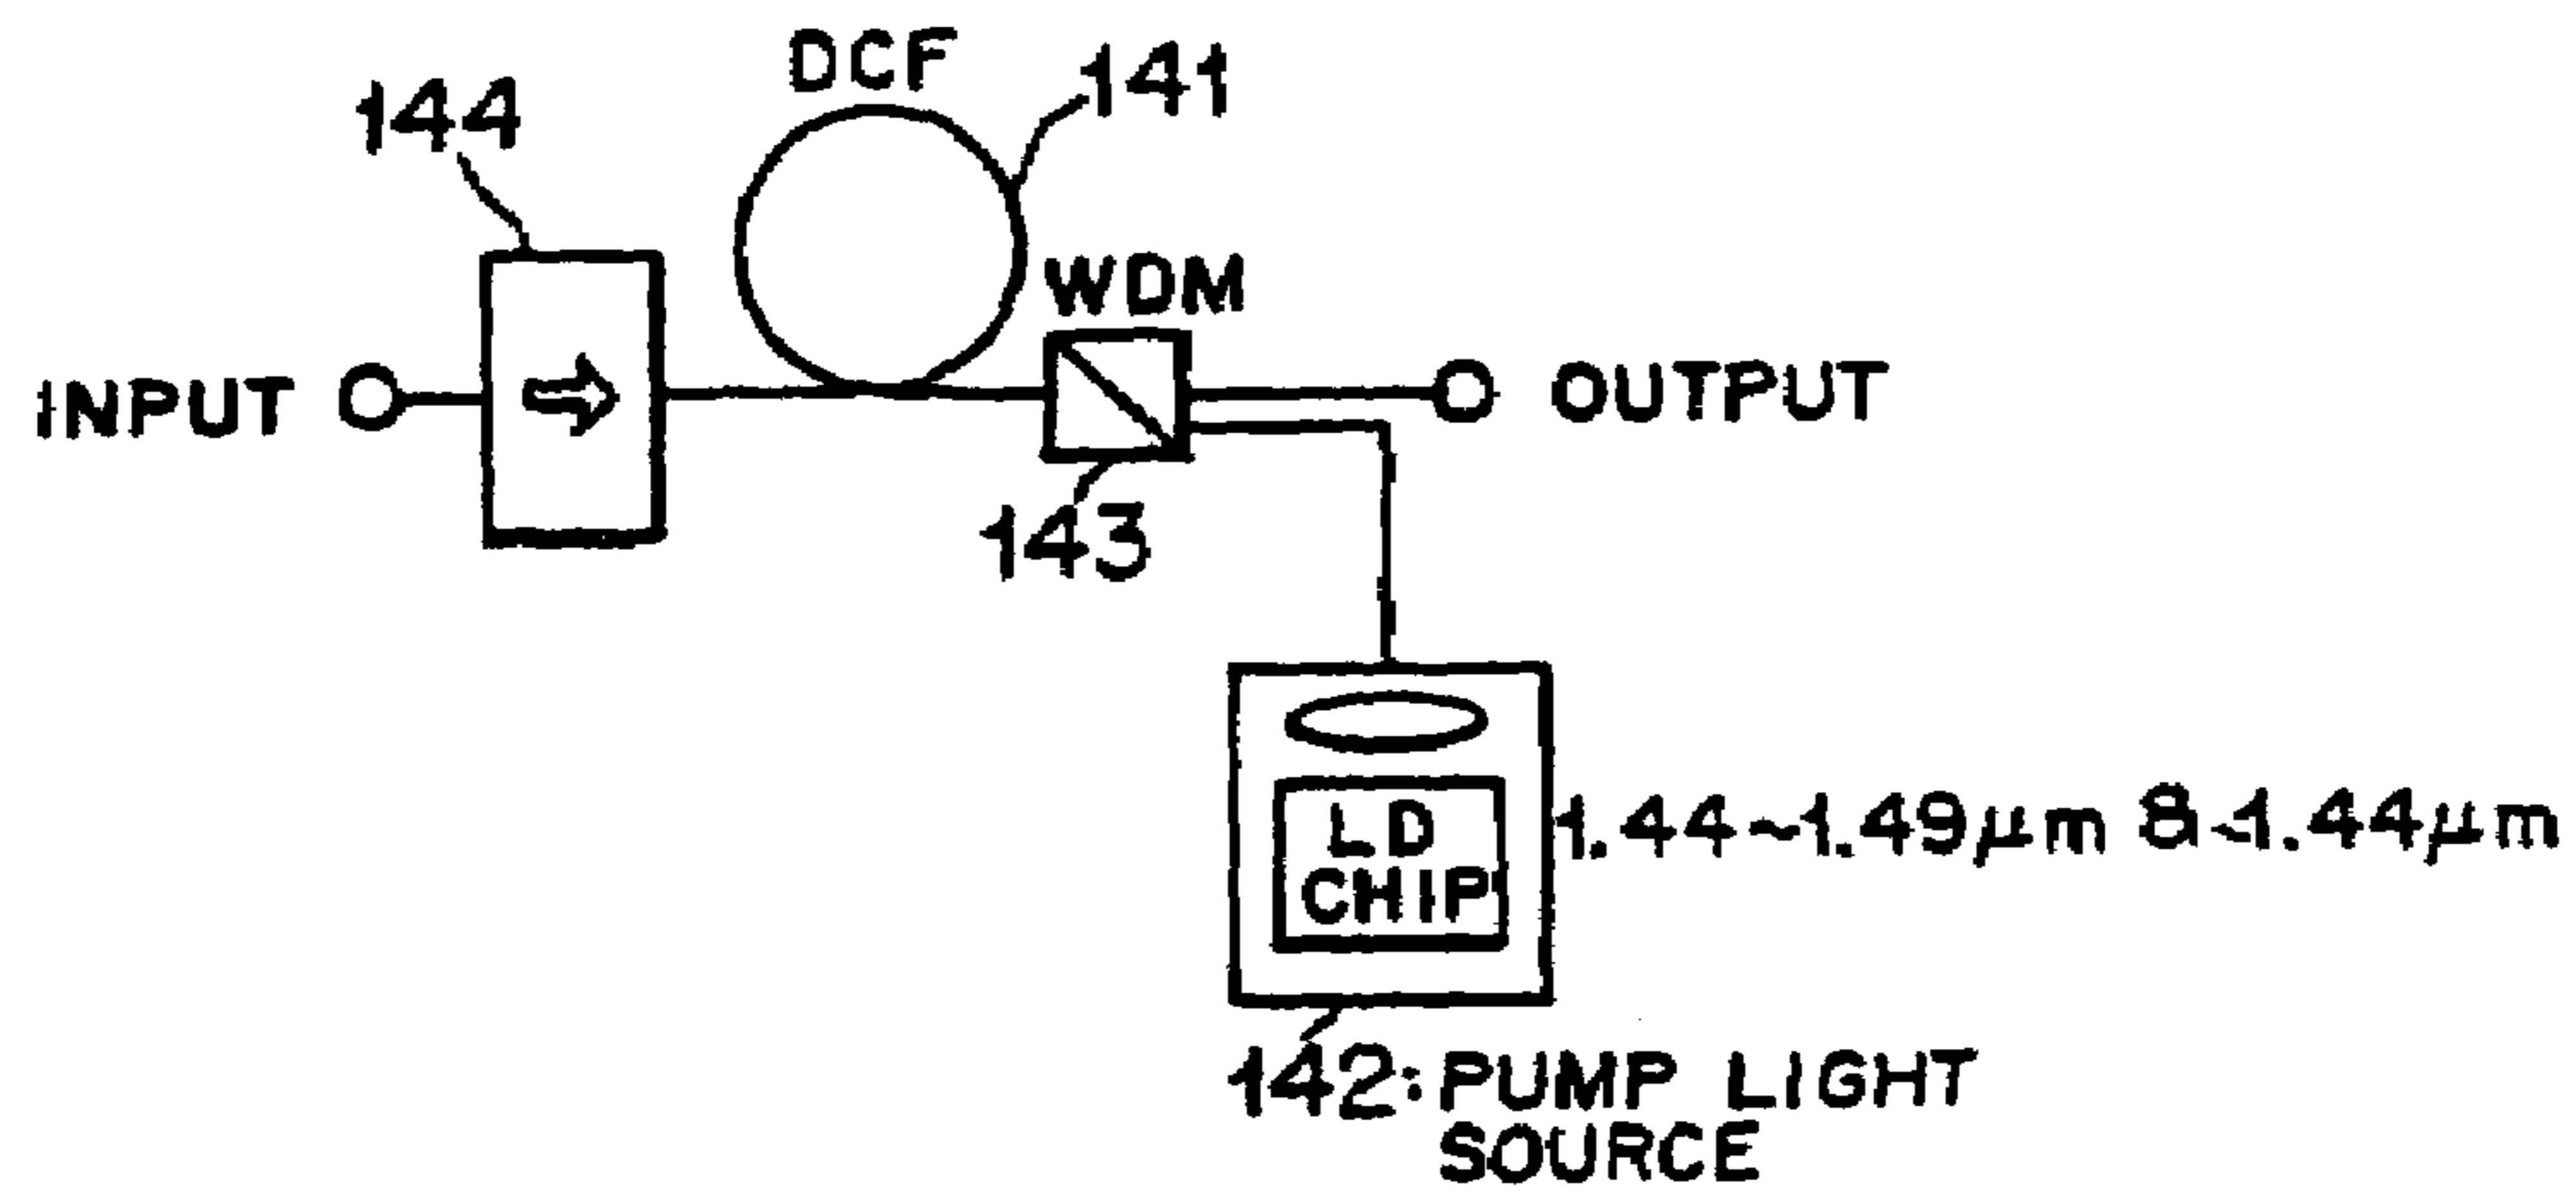 DCF
141
144
WDM
INPUT
OUTPUT
143
LD
CHIP
1.44~1.49μm & <1.44μm
142: PUMP LIGHT
SOURCE